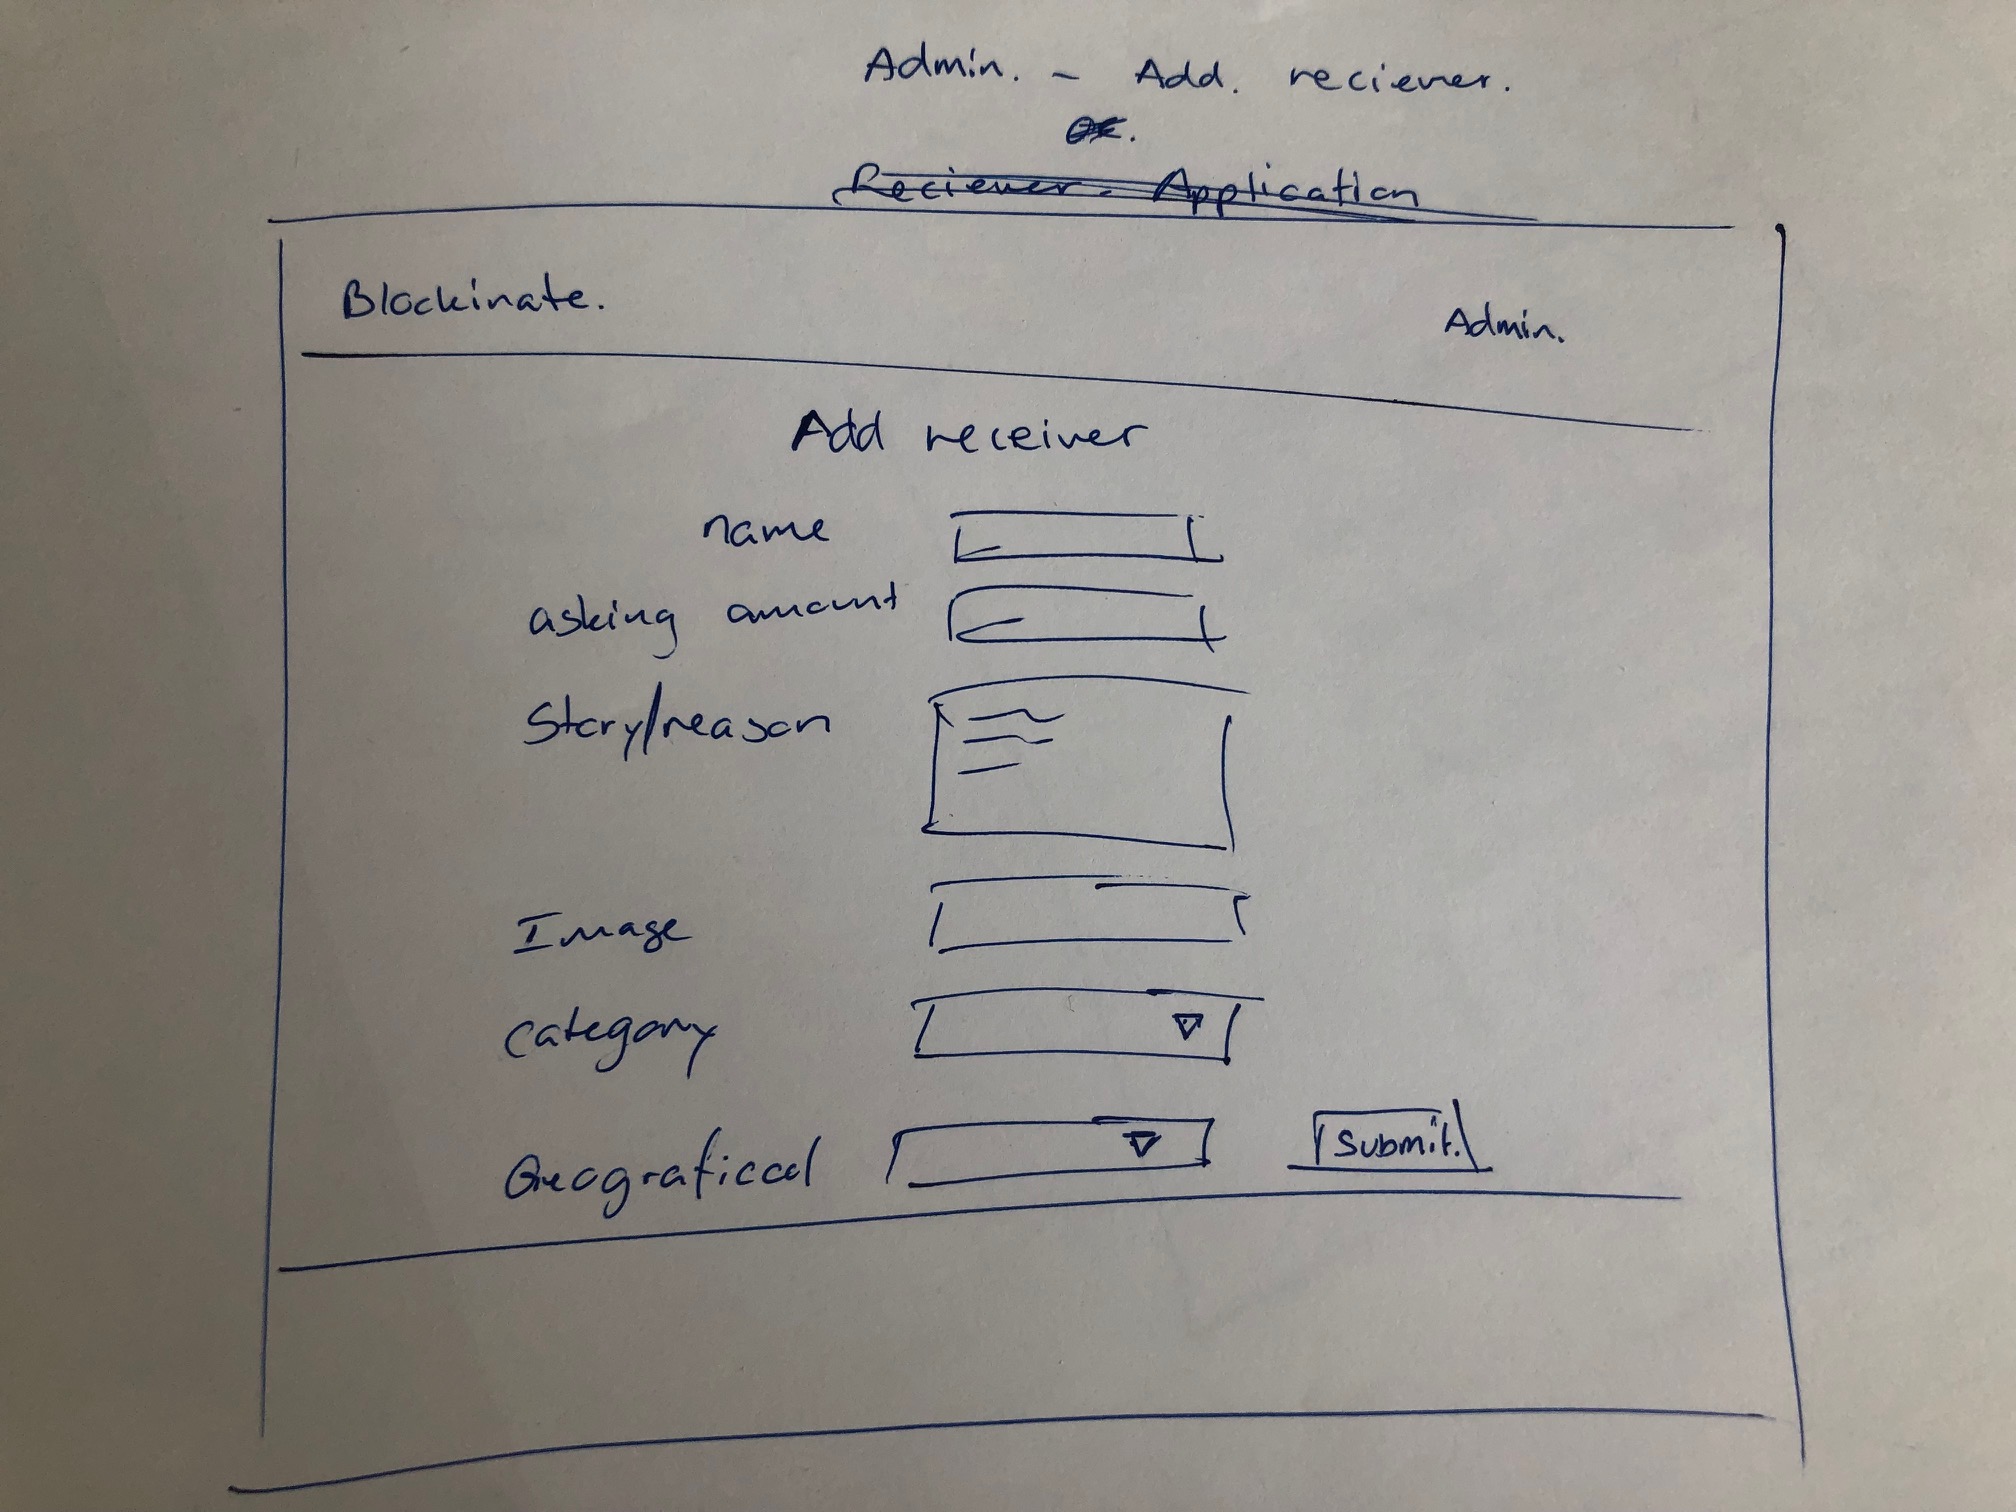 Admin. - Add. reciever.
or.
Reciever. Application
Blockinate.
Admin.
Add receiver
name
asking amount
Story/reason
Image
category
Geografical
Submit.